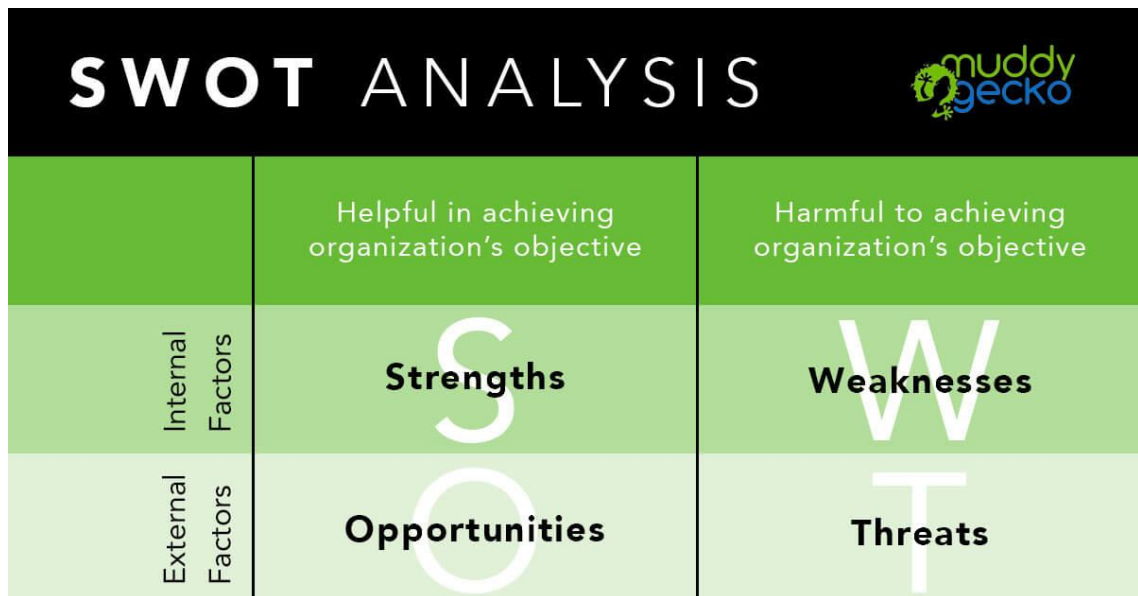 SWOT ANALYSIS
muddy
gecko
Helpful in achieving
organization's objective
Harmful to achieving
organization's objective
Internal
Factors
S
Strengths
W
Weaknesses
External
Factors
O
Opportunities
T
Threats